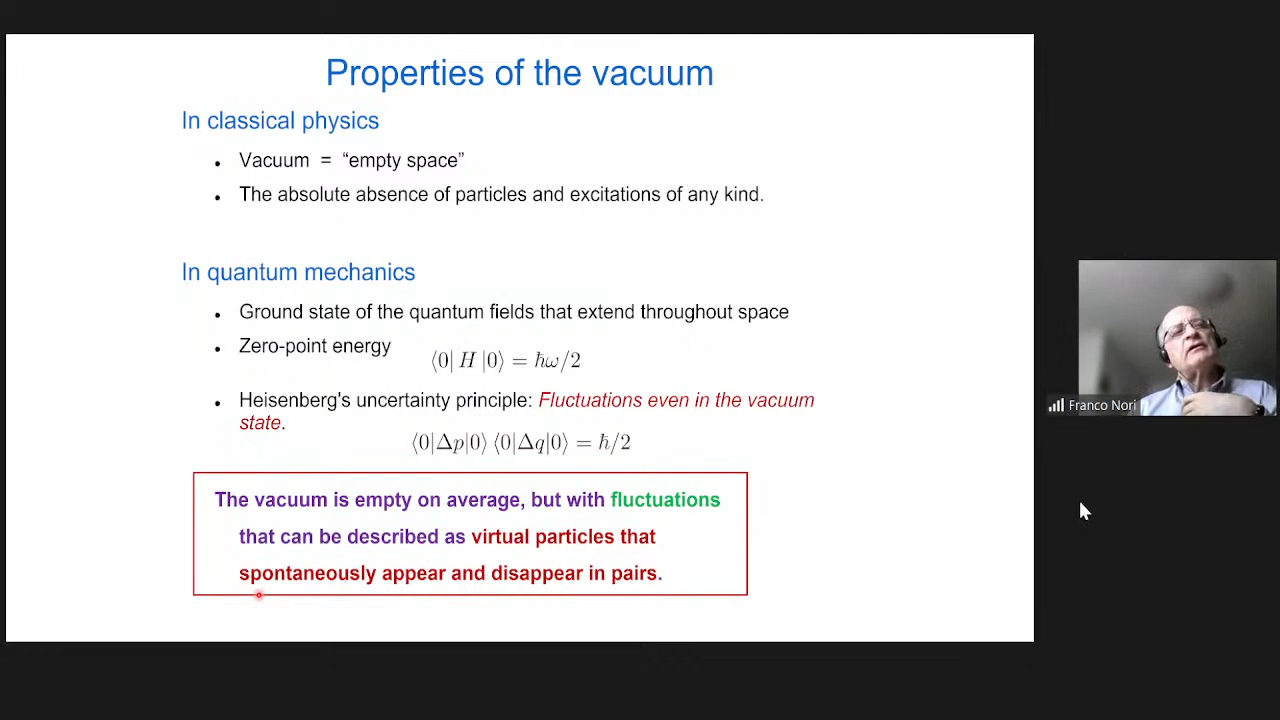 Properties of the vacuum
In classical physics
• Vacuum = “empty space”
• The absolute absence of particles and excitations of any kind.
In quantum mechanics
• Ground state of the quantum fields that extend throughout space
• Zero-point energy
⟨0| H |0⟩ = ℏω/2
• Heisenberg's uncertainty principle: Fluctuations even in the vacuum
state.
⟨0|Δp|0⟩ ⟨0|Δq|0⟩ = ℏ/2
The vacuum is empty on average, but with fluctuations
that can be described as virtual particles that
spontaneously appear and disappear in pairs.
Franco Nori